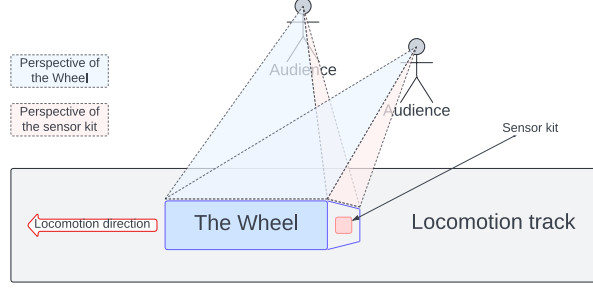 Audience
Perspective of
the Wheel
Audience
Perspective of
the sensor kit
Sensor kit
Locomotion direction
The Wheel
Locomotion track